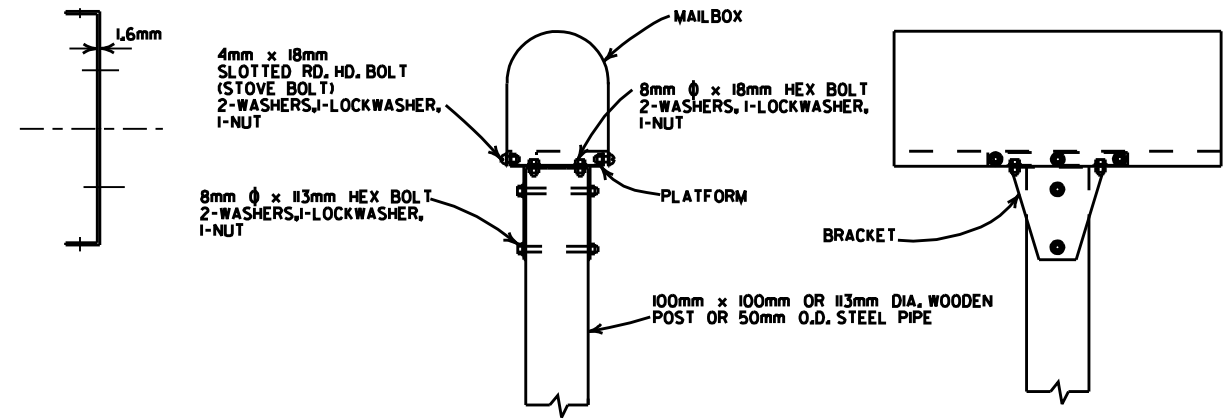 1.6mm
4mm x 18mm
SLOTTED RD. HD. BOLT
(STOVE BOLT)
2-WASHERS,1-LOCKWASHER,
1-NUT
MAILBOX
8mm ϕ x 18mm HEX BOLT
2-WASHERS, 1-LOCKWASHER,
1-NUT
8mm ϕ x 113mm HEX BOLT
2-WASHERS,1-LOCKWASHER,
1-NUT
PLATFORM
BRACKET
100mm x 100mm OR 113mm DIA. WOODEN
POST OR 50mm O.D. STEEL PIPE